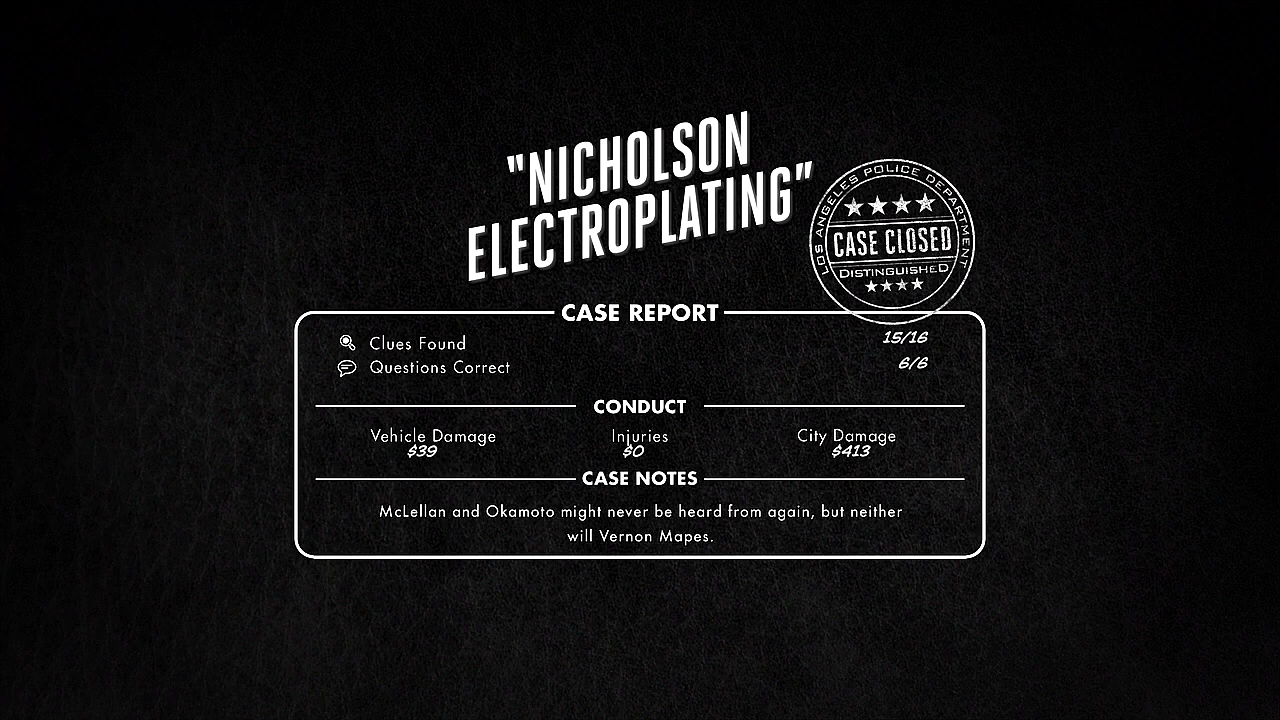 "NICHOLSON
ELECTROPLATING"
LOS ANGELES POLICE DEPARTMENT
CASE CLOSED
DISTINGUISHED
CASE REPORT
Clues Found 15/16
Questions Correct 6/6
CONDUCT
Vehicle Damage Injuries City Damage
$39 $0 $413
CASE NOTES
McLellan and Okamoto might never be heard from again, but neither
will Vernon Mapes.